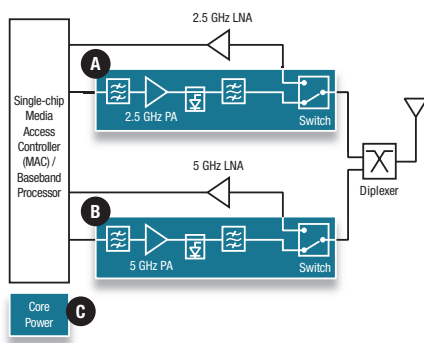 2.5 GHz LNA
A
2.5 GHz PA
Switch
Single-chip
Media
Access
Controller
(MAC) /
Baseband
Processor
Diplexer
5 GHz LNA
B
5 GHz PA
Switch
Core
Power
C